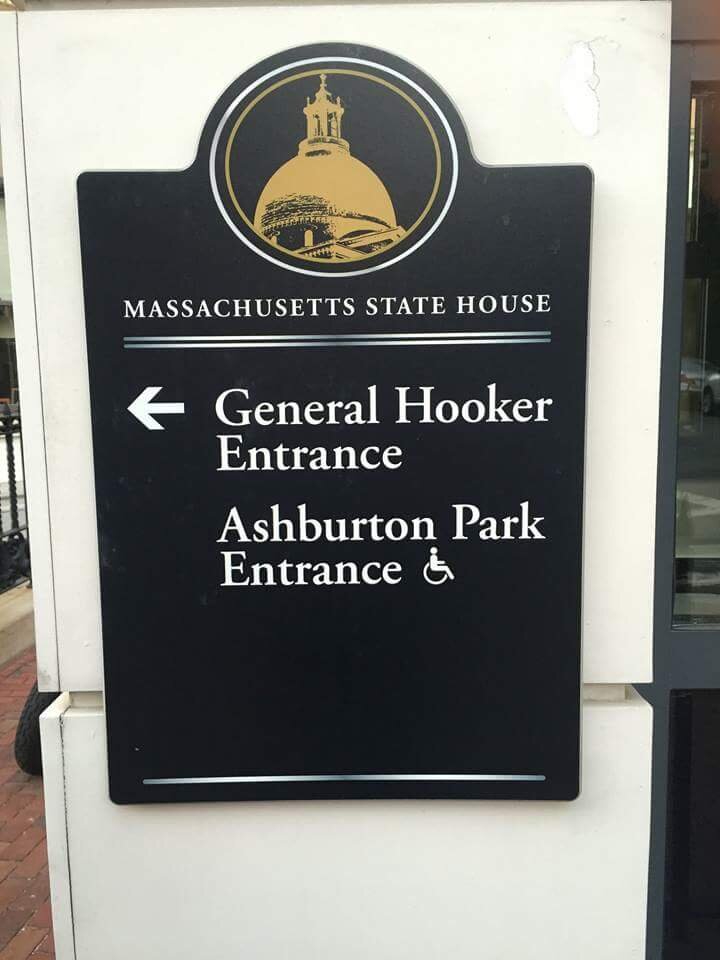 MASSACHUSETTS STATE HOUSE
← General Hooker
Entrance
Ashburton Park
Entrance ♿